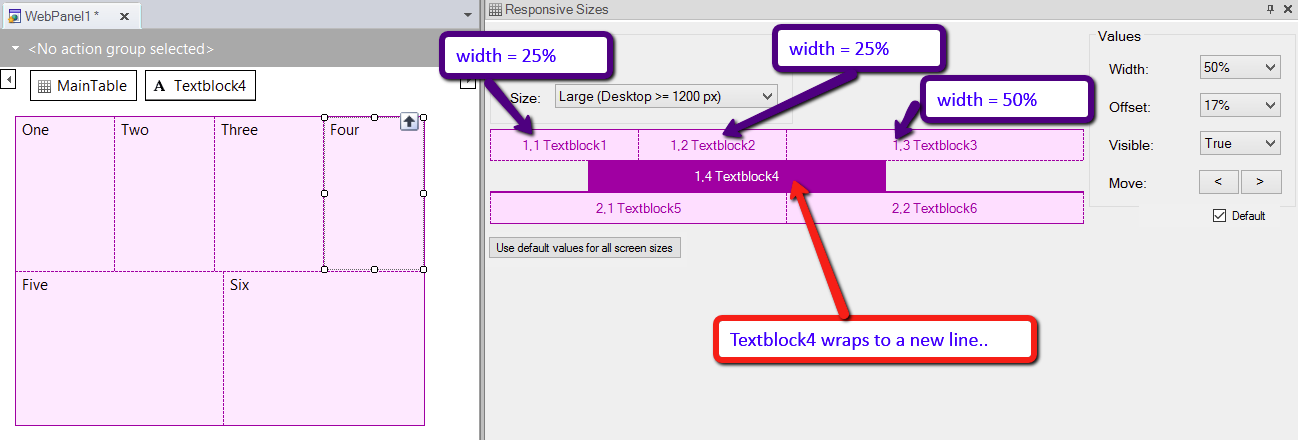 WebPanel1 *
Responsive Sizes
<No action group selected>
MainTable
Textblock4
One
Two
Three
Four
Five
Six
width = 25%
width = 25%
width = 50%
Size:
Large (Desktop >= 1200 px)
1,1 Textblock1
1,2 Textblock2
1,3 Textblock3
1,4 Textblock4
2,1 Textblock5
2,2 Textblock6
Use default values for all screen sizes
Textblock4 wraps to a new line..
Values
Width:
50%
Offset:
17%
Visible:
True
Move:
<
>
Default